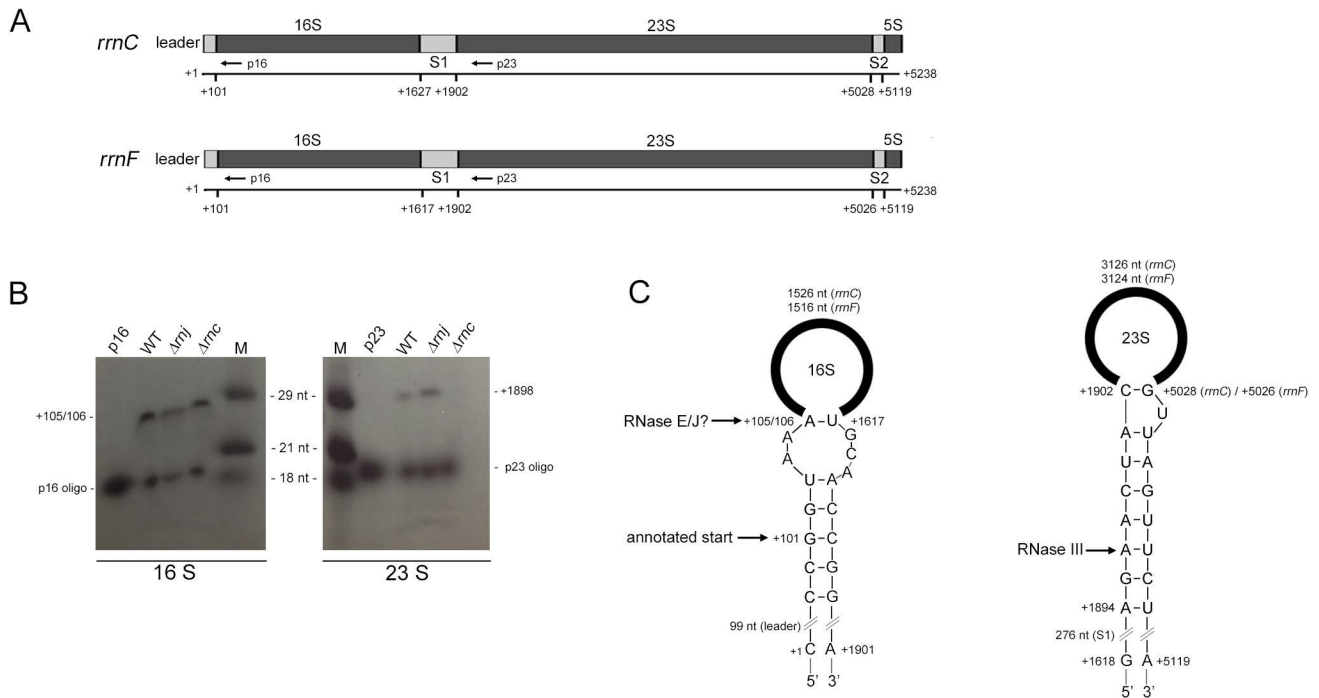 A
16S 23S 5S
rrnC leader
p16 S1 p23 S2
+1 +5238
+101 +1627 +1902 +5028 +5119
16S 23S 5S
rrnF leader
p16 S1 p23 S2
+1 +5238
+101 +1617 +1902 +5026 +5119
B
p16 WT Δrnj Δrnc M
+105/106 -
p16 oligo -
16 S
- 29 nt -
- 21 nt -
- 18 nt -
M p23 WT Δrnj Δrnc
- +1898
- p23 oligo
23 S
C
1526 nt (rrnC)
1516 nt (rrnF)
16S
RNase E/J? +105/106 A - U +1617
A G
A C
A
U - A
G - C
annotated start +101 G - C
C - G
C - G
99 nt (leader)
+1 C A +1901
5' 3'
3126 nt (rrnC)
3124 nt (rrnF)
23S
+1902 C - G +5028 (rrnC) / +5026 (rrnF)
U
A - U
U - A
C - G
A - U
RNase III A - U
G - C
+1894 A - U
276 nt (S1)
+1618 G A +5119
5' 3'